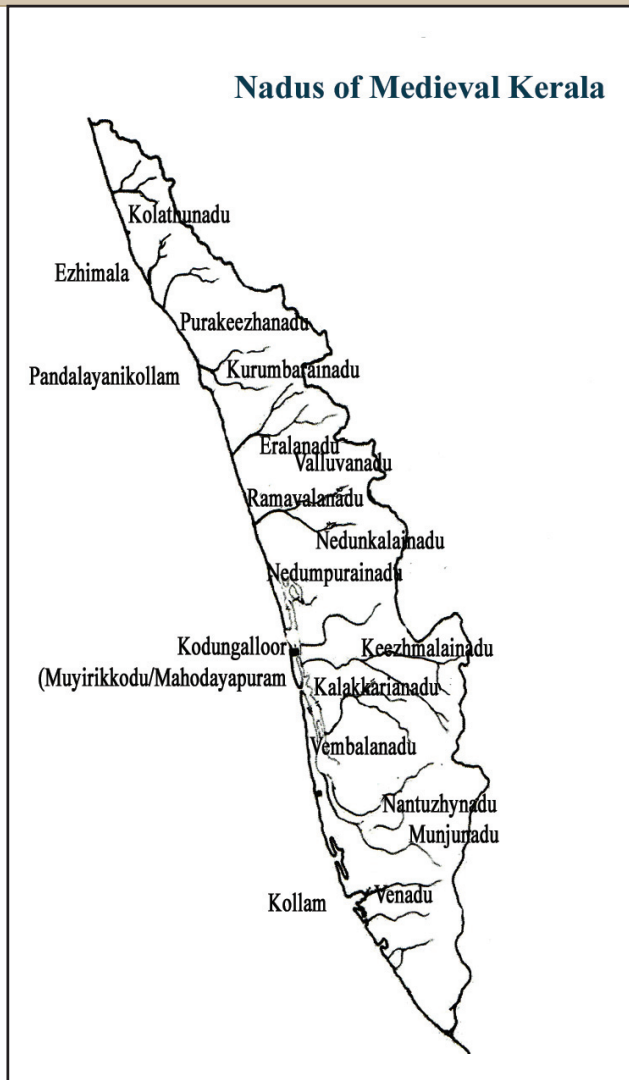 Nadus of Medieval Kerala
Kolathunadu
Ezhimala
Purakeezhanadu
Pandalayanikollam
Kurumbarainadu
Eralanadu
Valluvanadu
Ramavalanadu
Nedunkalainadu
Nedumpurainadu
Kodungalloor
Keezhmalainadu
(Muyirikkodu/Mahodayapuram
Kalakkarianadu
Vembalanadu
Nantuzhynadu
Munjunadu
Kollam
Venadu